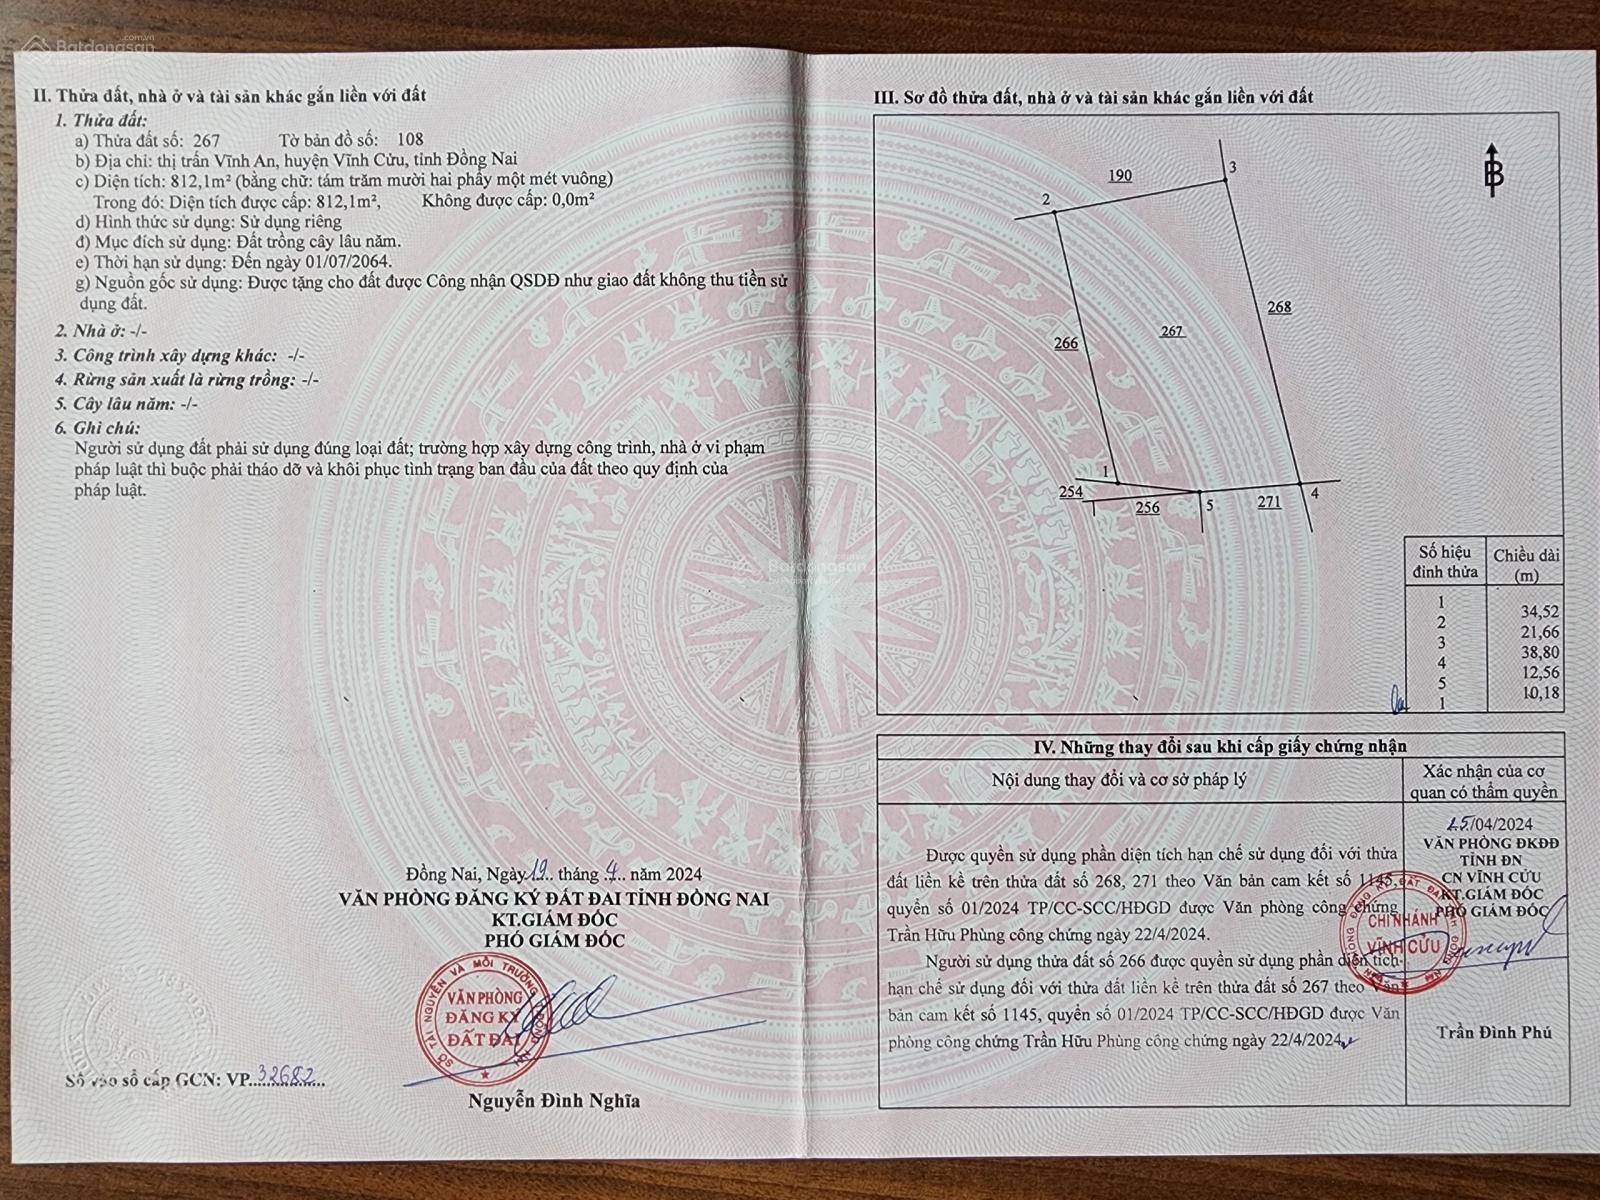 II. Thửa đất, nhà ở và tài sản khác gắn liền với đất
1. Thửa đất:
a) Thửa đất số: 267 Tờ bản đồ số: 108
b) Địa chỉ: thị trấn Vĩnh An, huyện Vĩnh Cửu, tỉnh Đồng Nai
c) Diện tích: 812,1m² (bằng chữ: tám trăm mười hai phẩy một mét vuông)
Trong đó: Diện tích được cấp: 812,1m², Không được cấp: 0,0m²
d) Hình thức sử dụng: Sử dụng riêng
đ) Mục đích sử dụng: Đất trồng cây lâu năm.
e) Thời hạn sử dụng: Đến ngày 01/07/2064.
g) Nguồn gốc sử dụng: Được tặng cho đất được Công nhận QSDĐ như giao đất không thu tiền sử
dụng đất.
2. Nhà ở: -/-
3. Công trình xây dựng khác: -/-
4. Rừng sản xuất là rừng trồng: -/-
5. Cây lâu năm: -/-
6. Ghi chú:
Người sử dụng đất phải sử dụng đúng loại đất; trường hợp xây dựng công trình, nhà ở vi phạm
pháp luật thì buộc phải tháo dỡ và khôi phục tình trạng ban đầu của đất theo quy định của
pháp luật.
Đồng Nai, Ngày 19 tháng 4 năm 2024
VĂN PHÒNG ĐĂNG KÝ ĐẤT ĐAI TỈNH ĐỒNG NAI
KT.GIÁM ĐỐC
PHÓ GIÁM ĐỐC
SỞ TÀI NGUYÊN VÀ MÔI TRƯỜNG
VĂN PHÒNG
ĐĂNG KÝ
ĐẤT ĐAI
Số vào sổ cấp GCN: VP.32682
Nguyễn Đình Nghĩa
III. Sơ đồ thửa đất, nhà ở và tài sản khác gắn liền với đất
B
190
3
2
268
267
266
1
254
256
5
271
4
Số hiệu đỉnh thửa Chiều dài (m)
1
34,52
2
21,66
3
38,80
4
12,56
5
10,18
1
IV. Những thay đổi sau khi cấp giấy chứng nhận
Nội dung thay đổi và cơ sở pháp lý
Xác nhận của cơ
quan có thẩm quyền
Được quyền sử dụng phần diện tích hạn chế sử dụng đối với thửa
đất liền kề trên thửa đất số 268, 271 theo Văn bản cam kết số 1145,
quyển số 01/2024 TP/CC-SCC/HĐGD được Văn phòng công chứng
Trần Hữu Phùng công chứng ngày 22/4/2024.
Người sử dụng thửa đất số 266 được quyền sử dụng phần diện tích
hạn chế sử dụng đối với thửa đất liền kề trên thửa đất số 267 theo Văn
bản cam kết số 1145, quyển số 01/2024 TP/CC-SCC/HĐGD được Văn
phòng công chứng Trần Hữu Phùng công chứng ngày 22/4/2024
25/04/2024
VĂN PHÒNG ĐKĐĐ
TỈNH ĐN
CN VĨNH CỬU
KT.GIÁM ĐỐC
PHÓ GIÁM ĐỐC
CHI NHÁNH
VĨNH CỬU
Trần Đình Phú
Batdongsan
.com.vn
Batdongsan